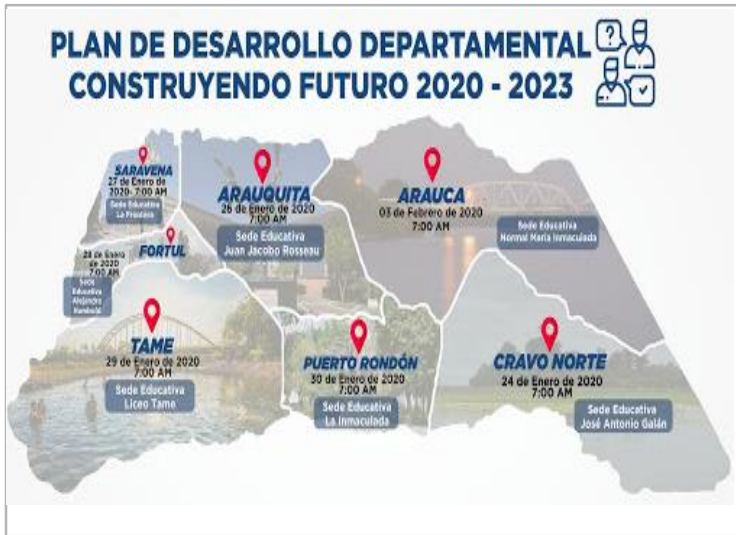 PLAN DE DESARROLLO DEPARTAMENTAL
CONSTRUYENDO FUTURO 2020 - 2023
SARAVENA
27 de Enero de
2020- 7:00 AM
Sede Educativa
La Frontera
ARAUQUITA
26 de Enero de 2020
7:00 AM
Sede Educativa
Juan Jacobo Rosseau
ARAUCA
03 de Febrero de 2020
7:00 AM
Sede Educativa
Normal María Inmaculada
FORTUL
28 de Enero
de 2020
7:00 AM
Sede
Educativa
Alejandro
TAME
29 de Enero de 2020
7:00 AM
Sede Educativa
Liceo Tame
PUERTO RONDÓN
30 de Enero de 2020
7:00 AM
Sede Educativa
La Inmaculada
CRAVO NORTE
24 de Enero de 2020
7:00 AM
Sede Educativa
José Antonio Galán